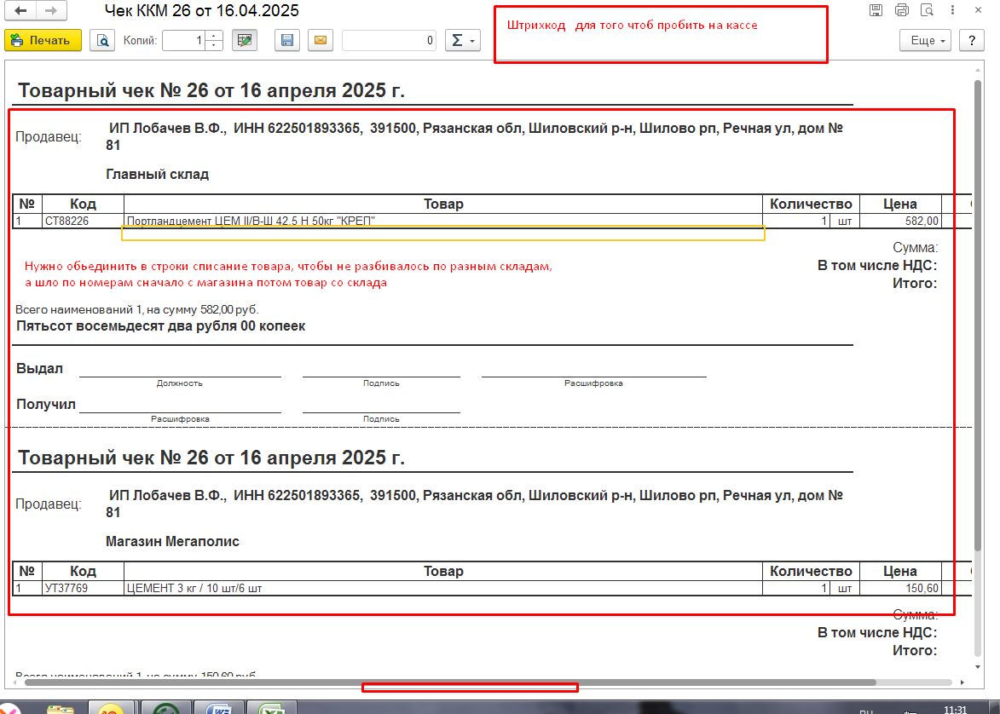 Чек ККМ 26 от 16.04.2025
Печать
Копий: 1
0
Σ
Еще
?
Штрихкод для того чтоб пробить на кассе
Товарный чек № 26 от 16 апреля 2025 г.
Продавец: ИП Лобачев В.Ф., ИНН 622501893365, 391500, Рязанская обл, Шиловский р-н, Шилово рп, Речная ул, дом №
81
Главный склад
№ Код Товар Количество Цена
1 СТ88226 Портландцемент ЦЕМ II/В-Ш 42.5 Н 50кг "КРЕП" 1 шт 582,00
Сумма:
В том числе НДС:
Итого:
Нужно обьединить в строки списание товара, чтобы не разбивалось по разным складам,
а шло по номерам сначало с магазина потом товар со склада
Всего наименований 1, на сумму 582,00 руб.
Пятьсот восемьдесят два рубля 00 копеек
Выдал
Должность Подпись Расшифровка
Получил
Расшифровка Подпись
Товарный чек № 26 от 16 апреля 2025 г.
Продавец: ИП Лобачев В.Ф., ИНН 622501893365, 391500, Рязанская обл, Шиловский р-н, Шилово рп, Речная ул, дом №
81
Магазин Мегаполис
№ Код Товар Количество Цена
1 УТ37769 ЦЕМЕНТ 3 кг / 10 шт/6 шт 1 шт 150,60
Сумма:
В том числе НДС:
Итого:
Всего наименований 1, на сумму 150,60 руб.
11:31